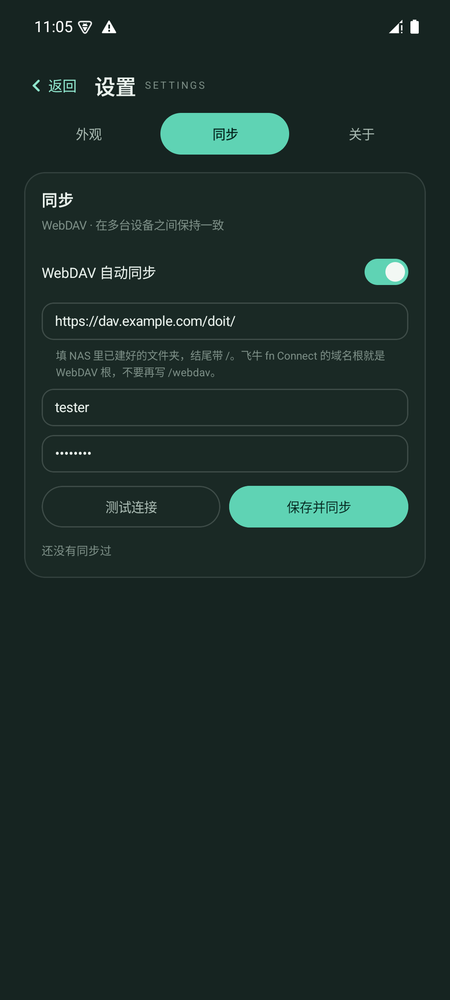 11:05
返回 设置 SETTINGS
外观 同步 关于
同步
WebDAV · 在多台设备之间保持一致
WebDAV 自动同步
https://dav.example.com/doit/
填 NAS 里已建好的文件夹，结尾带 /。飞牛 fn Connect 的域名根就是
WebDAV 根，不要再写 /webdav。
tester
••••••••
测试连接 保存并同步
还没有同步过